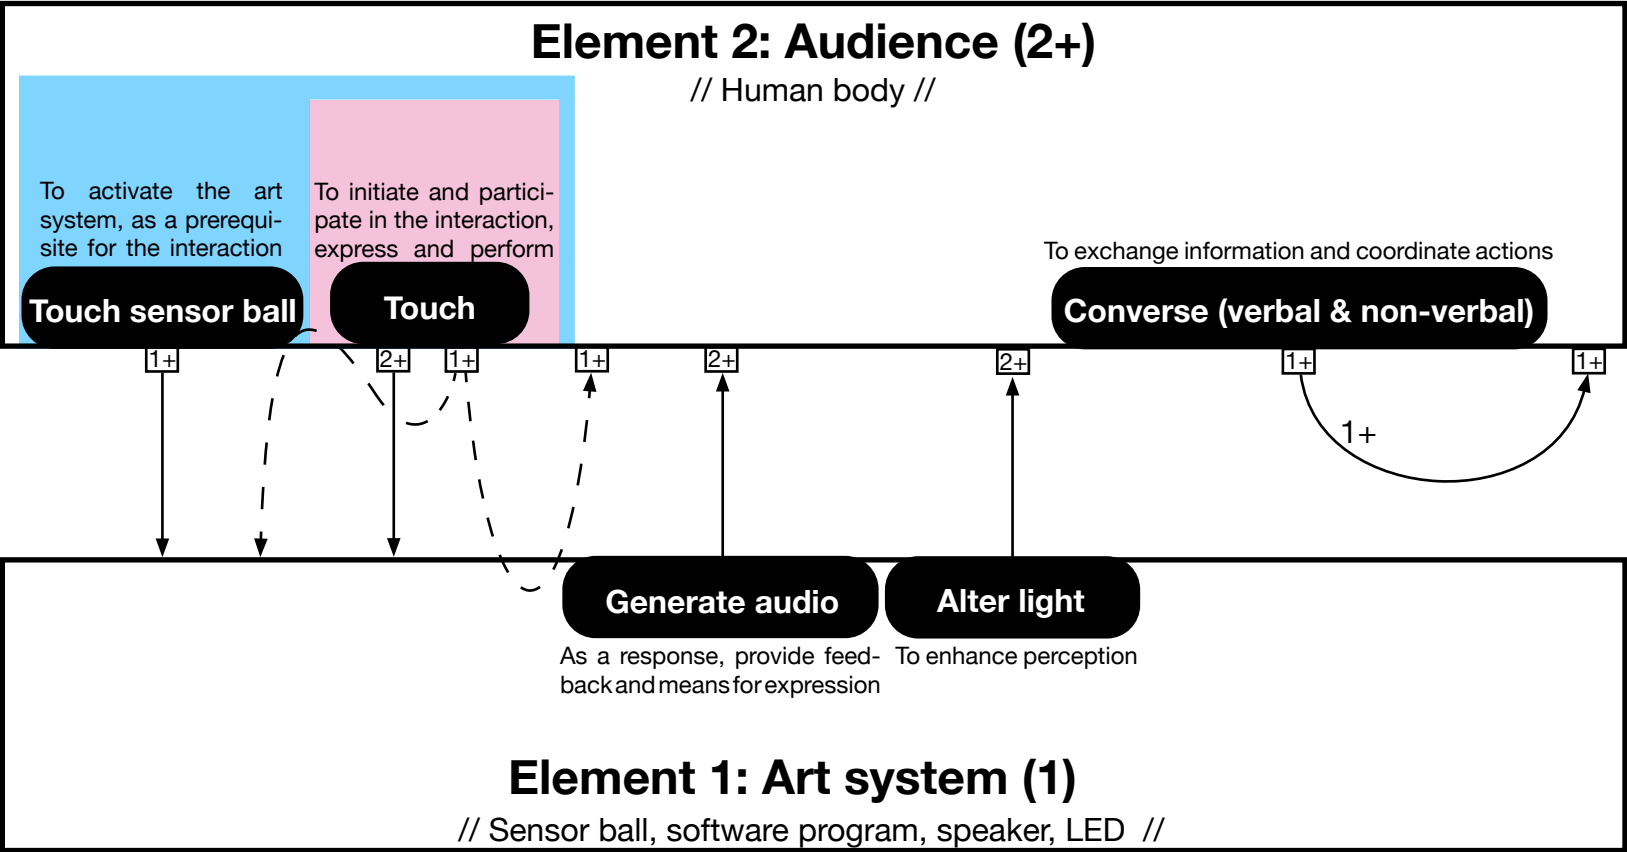 Element 2: Audience (2+)
// Human body //
To activate the art
system, as a prerequi-
site for the interaction
To initiate and partici-
pate in the interaction,
express and perform
To exchange information and coordinate actions
Touch sensor ball
Touch
Converse (verbal & non-verbal)
1+
2+
1+
1+
2+
2+
1+
1+
1+
Generate audio
Alter light
As a response, provide feed-
back and means for expression
To enhance perception
Element 1: Art system (1)
// Sensor ball, software program, speaker, LED //